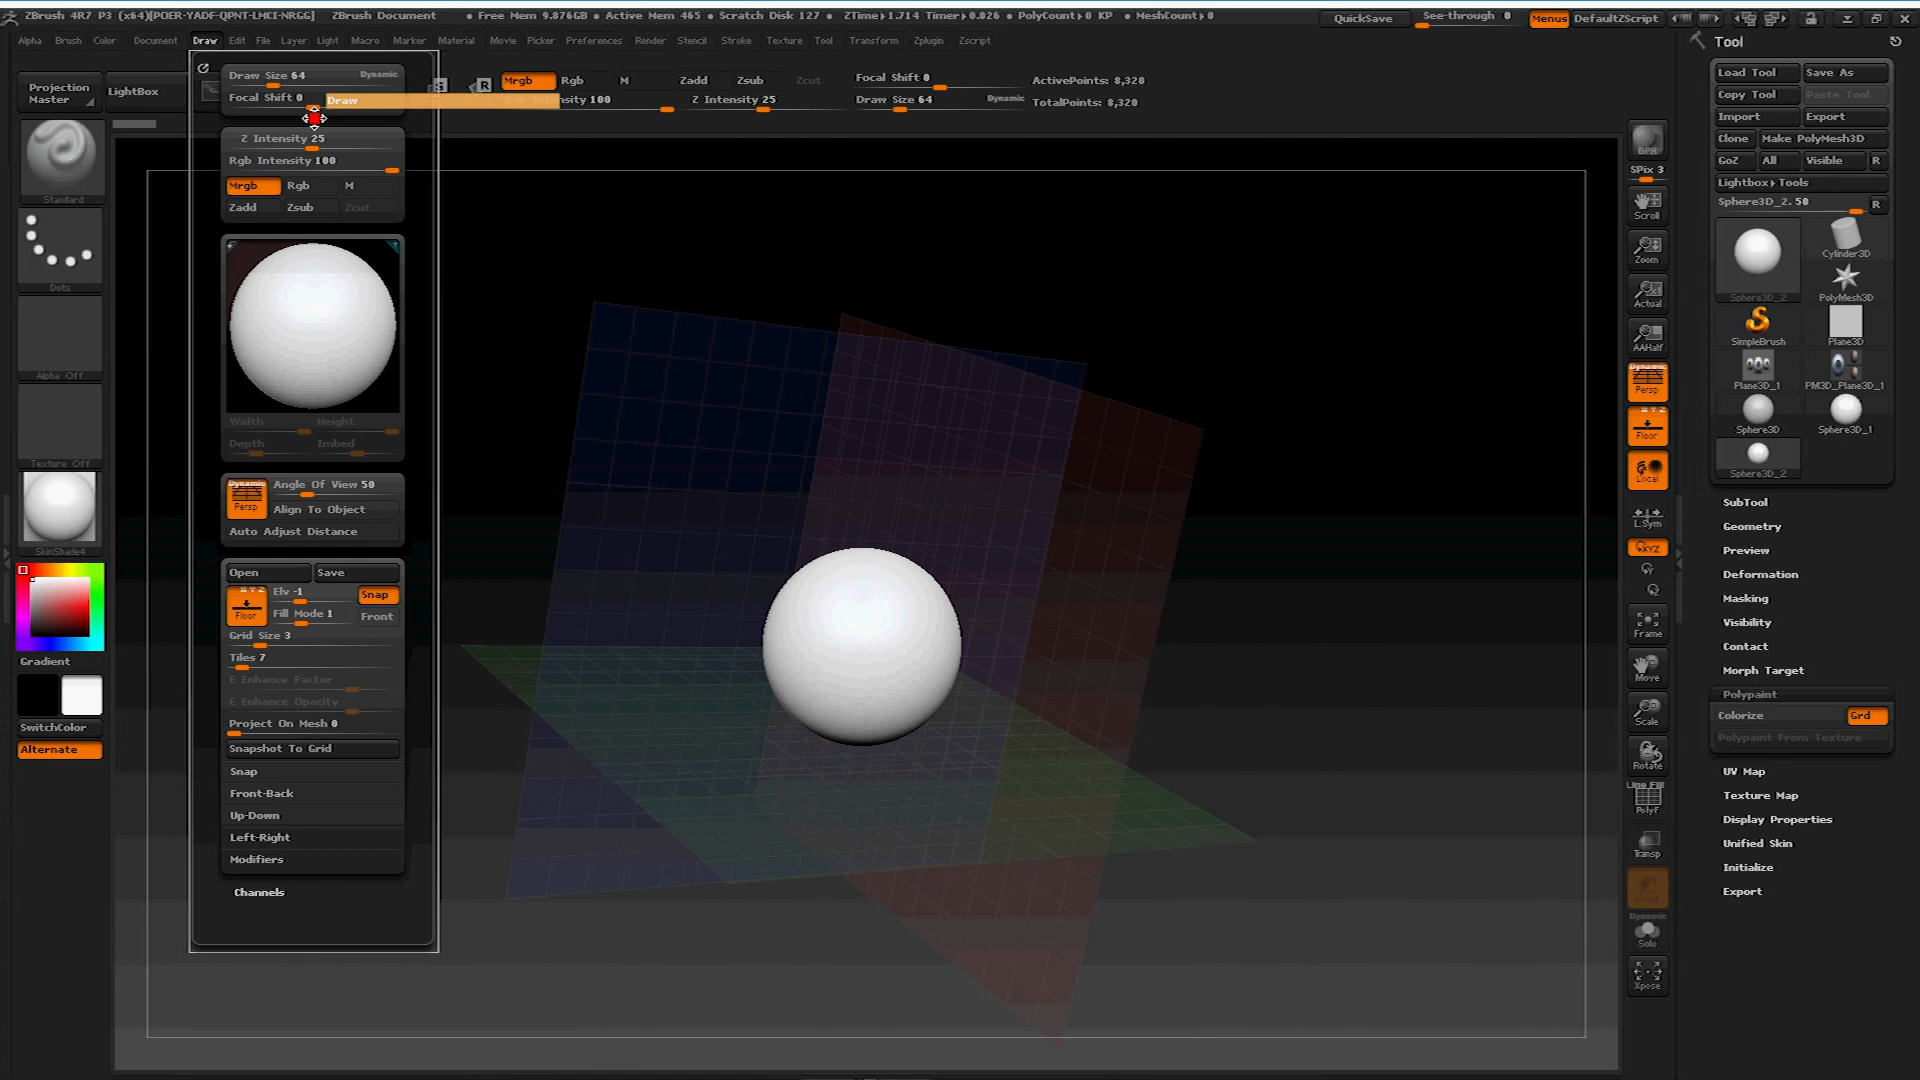 ZBrush 4R7 P3 (x64)[POER-YADF-QPNT-LMCI-NRGG] ZBrush Document • Free Mem 9.876GB • Active Mem 465 • Scratch Disk 127 • ZTime▸1.714 Timer▸0.026 • PolyCount▸0 KP • MeshCount▸0 QuickSave See-through 0 Menus DefaultZScript
Alpha Brush Color Document Draw Edit File Layer Light Macro Marker Material Movie Picker Preferences Render Stencil Stroke Texture Tool Transform Zplugin Zscript
Tool
Projection
Master
LightBox
S
R
Mrgb Rgb M Zadd Zsub Zcut
nsity 100 Z Intensity 25
Focal Shift 0
Draw Size 64 Dynamic
ActivePoints: 8,320
TotalPoints: 8,320
Draw Size 64 Dynamic
Focal Shift 0
Draw
Z Intensity 25
Rgb Intensity 100
Mrgb Rgb M
Zadd Zsub Zcut
Width Height
Depth Imbed
Dynamic
Persp
Angle Of View 50
Align To Object
Auto Adjust Distance
Open Save
X Y Z
Floor
Elv -1 Snap
Fill Mode 1 Front
Grid Size 3
Tiles 7
E Enhance Factor
E Enhance Opacity
Project On Mesh 0
Snapshot To Grid
Snap
Front-Back
Up-Down
Left-Right
Modifiers
Channels
Standard
Dots
Alpha Off
Texture Off
SkinShade4
Gradient
SwitchColor
Alternate
BPR
SPix 3
Scroll
Zoom
Actual
AAHalf
Dynamic
Persp
X Y Z
Floor
Local
L.Sym
XYZ
Frame
Move
Scale
Rotate
Line Fill
PolyF
Transp
Ghost
Dynamic
Solo
Xpose
Load Tool Save As
Copy Tool Paste Tool
Import Export
Clone Make PolyMesh3D
GoZ All Visible R
Lightbox▸Tools
Sphere3D_2. 50 R
Sphere3D_2
Cylinder3D
PolyMesh3D
SimpleBrush Plane3D
Plane3D_1 PM3D_Plane3D_1
Sphere3D Sphere3D_1
Sphere3D_2
SubTool
Geometry
Preview
Deformation
Masking
Visibility
Contact
Morph Target
Polypaint
Colorize Grd
Polypaint From Texture
UV Map
Texture Map
Display Properties
Unified Skin
Initialize
Export